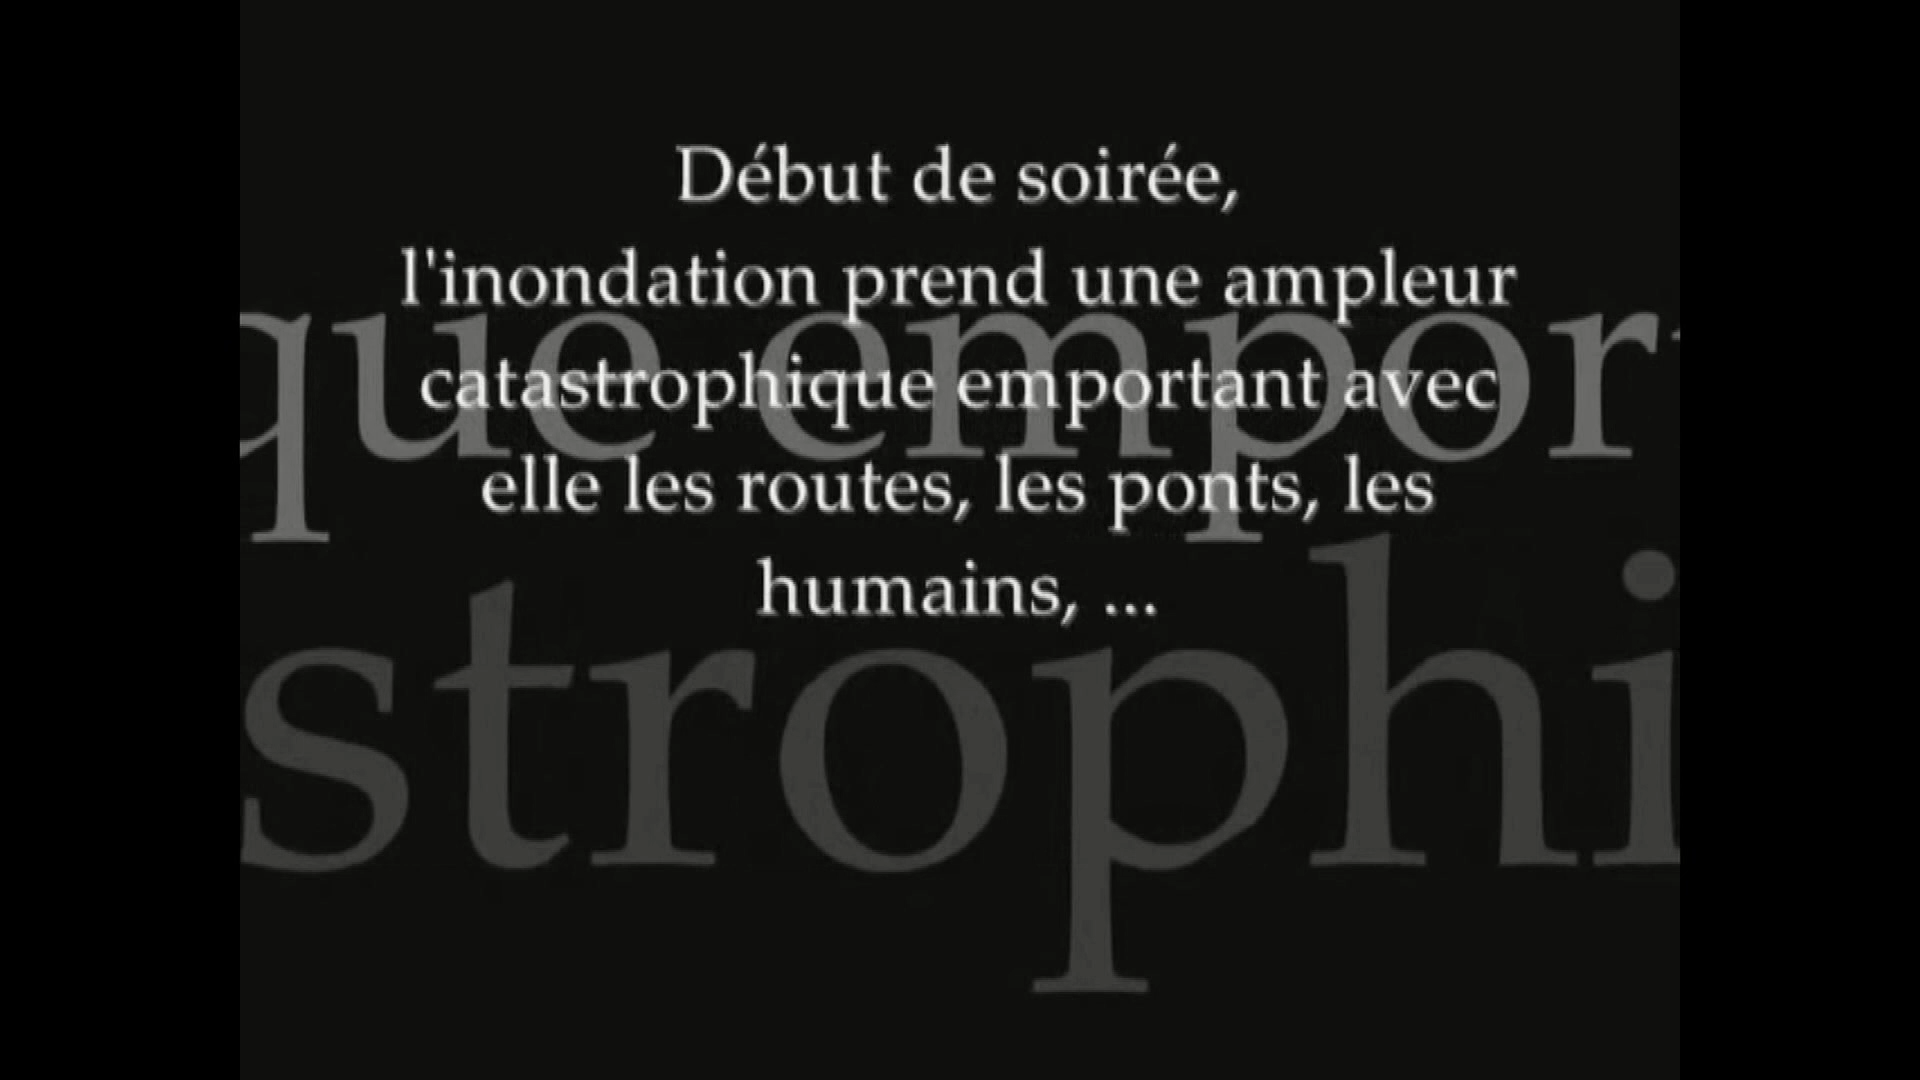 Début de soirée,
l'inondation prend une ampleur
catastrophique emportant avec
elle les routes, les ponts, les
humains, ...
que empor
strophi